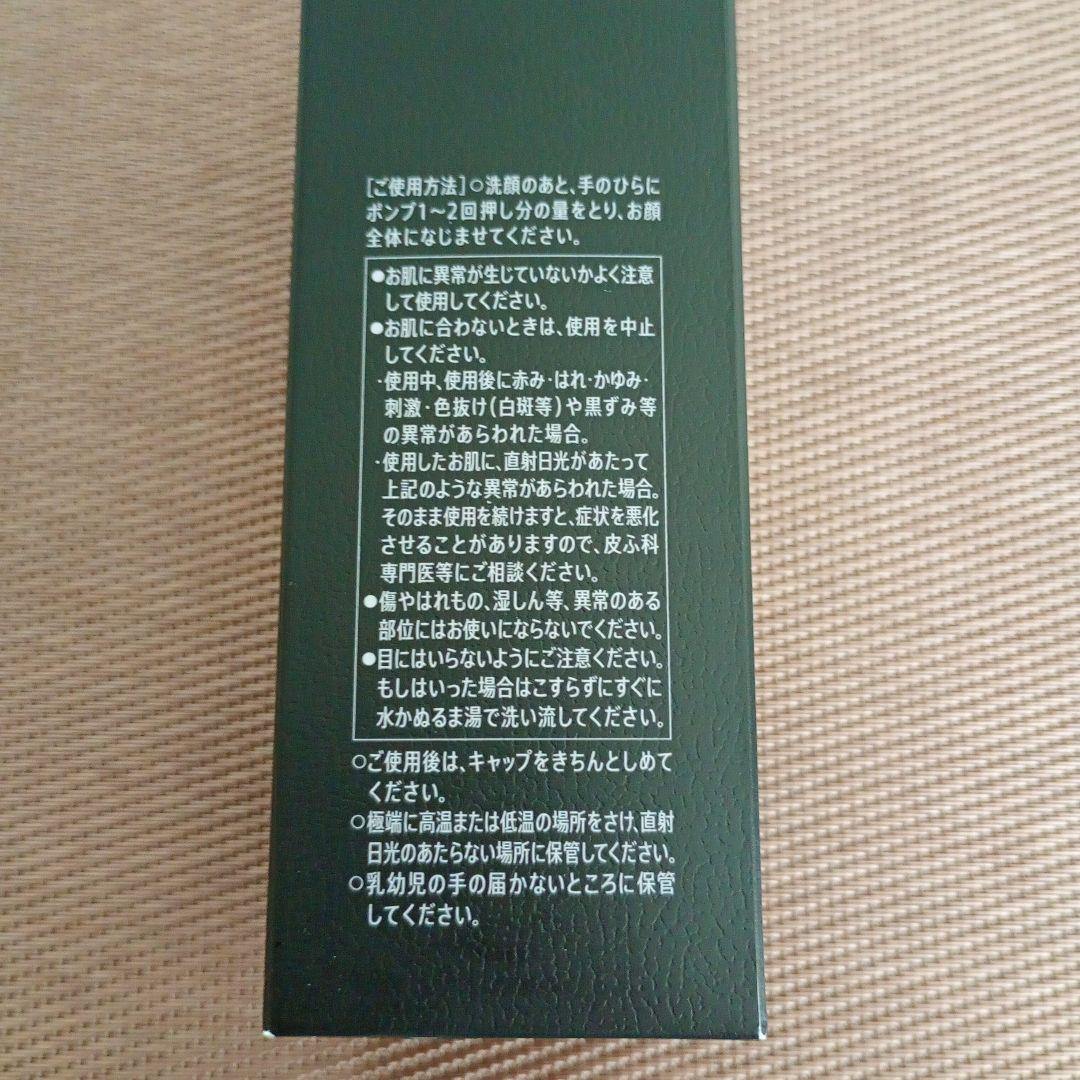 [ご使用方法]○洗顔のあと、手のひらに
ポンプ1〜2回押し分の量をとり、お顔
全体になじませてください。
●お肌に異常が生じていないかよく注意
して使用してください。
●お肌に合わないときは、使用を中止
してください。
・使用中、使用後に赤み・はれ・かゆみ・
刺激・色抜け(白斑等)や黒ずみ等
の異常があらわれた場合。
・使用したお肌に、直射日光があたって
上記のような異常があらわれた場合。
そのまま使用を続けますと、症状を悪化
させることがありますので、皮ふ科
専門医等にご相談ください。
●傷やはれもの、湿しん等、異常のある
部位にはお使いにならないでください。
●目にはいらないようにご注意ください。
もしはいった場合はこすらずにすぐに
水かぬるま湯で洗い流してください。
○ご使用後は、キャップをきちんとしめて
ください。
○極端に高温または低温の場所をさけ、直射
日光のあたらない場所に保管してください。
○乳幼児の手の届かないところに保管
してください。